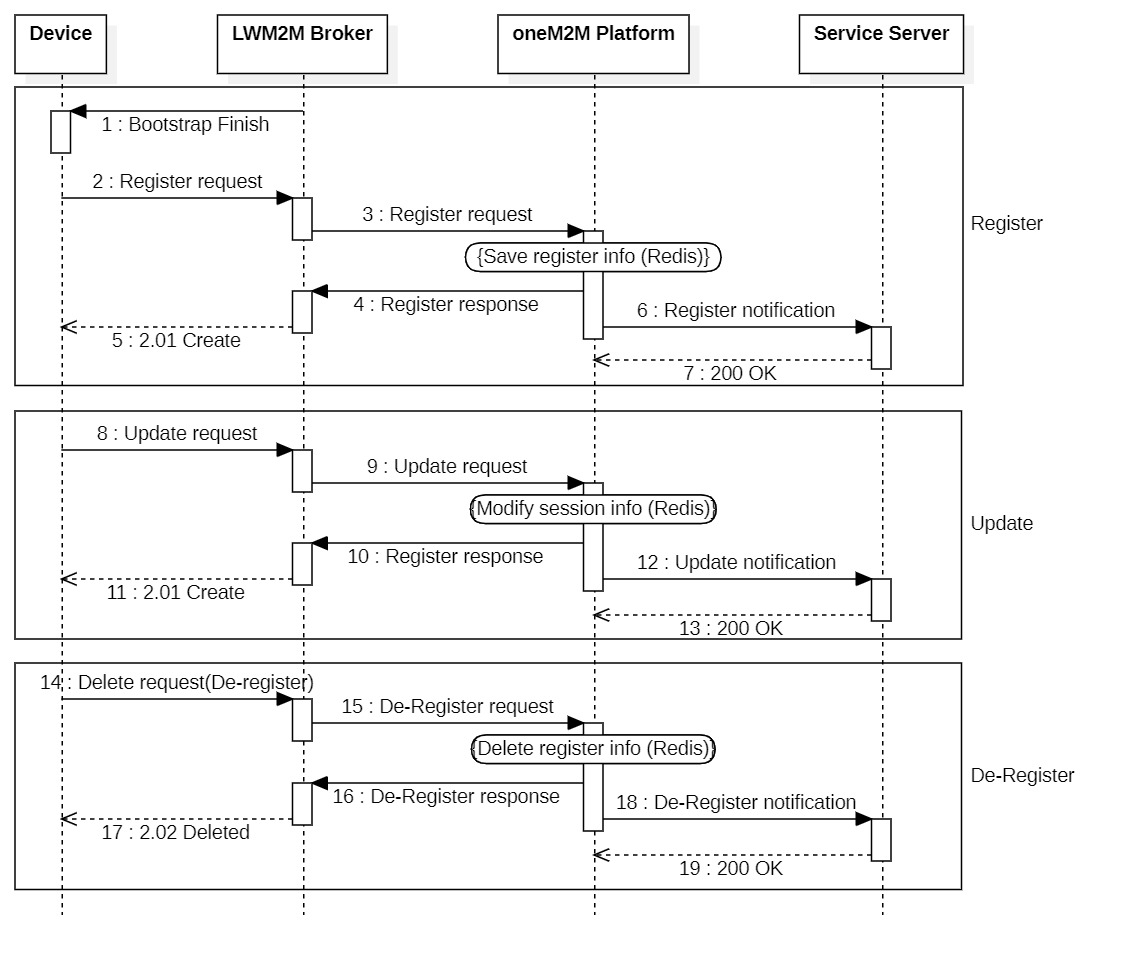 Device
LWM2M Broker
oneM2M Platform
Service Server
1 : Bootstrap Finish
2 : Register request
3 : Register request
Register
{Save register info (Redis)}
4 : Register response
6 : Register notification
5 : 2.01 Create
7 : 200 OK
8 : Update request
9 : Update request
{Modify session info (Redis)}
Update
10 : Register response
12 : Update notification
11 : 2.01 Create
13 : 200 OK
14 : Delete request(De-register)
15 : De-Register request
{Delete register info (Redis)}
De-Register
16 : De-Register response
18 : De-Register notification
17 : 2.02 Deleted
19 : 200 OK